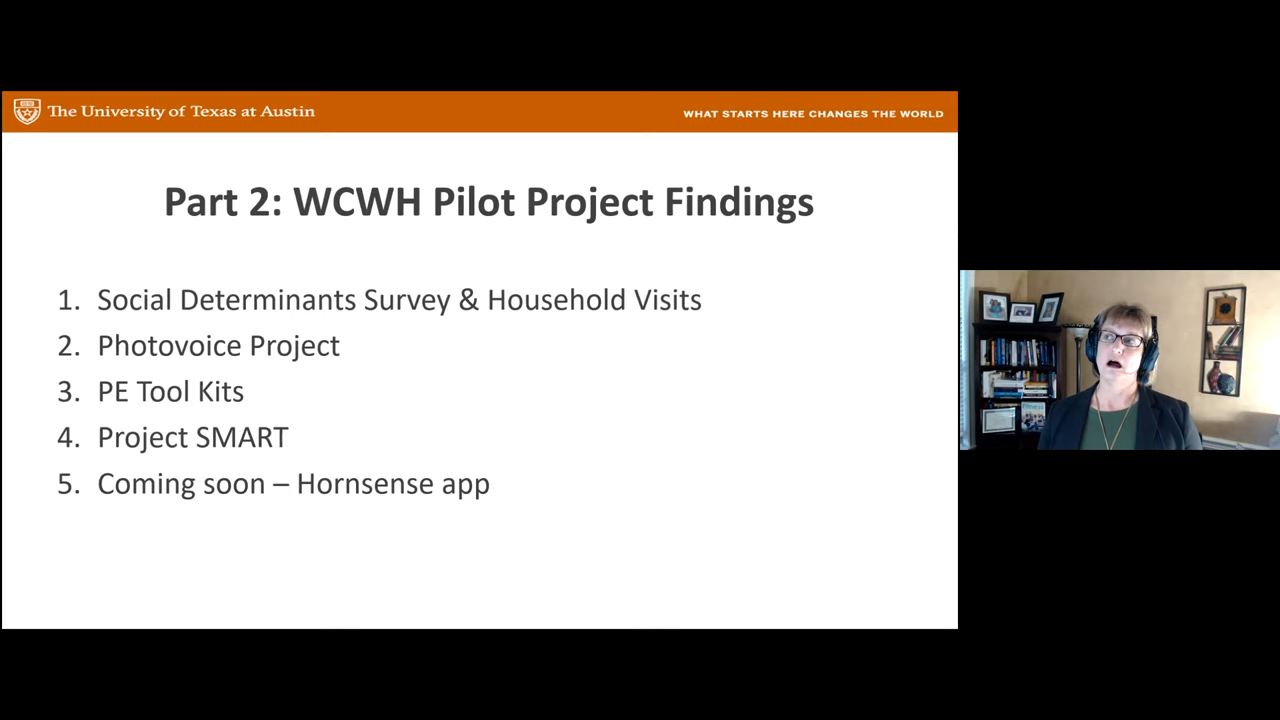 The University of Texas at Austin
WHAT STARTS HERE CHANGES THE WORLD
Part 2: WCWH Pilot Project Findings
1. Social Determinants Survey & Household Visits
2. Photovoice Project
3. PE Tool Kits
4. Project SMART
5. Coming soon – Hornsense app